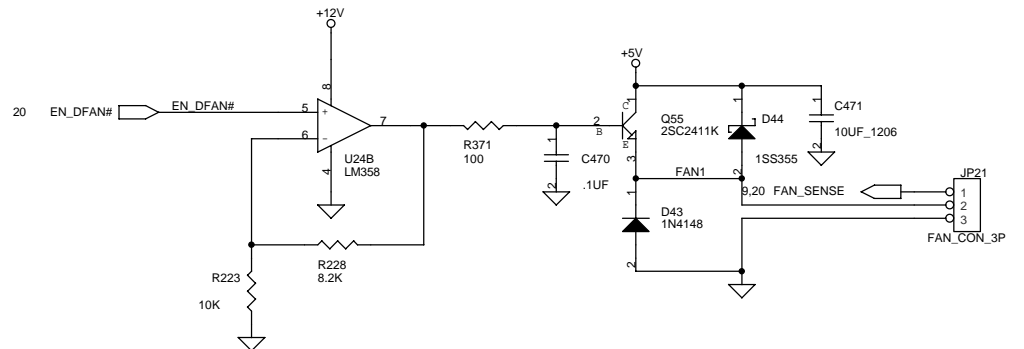 +12V
+5V
8
20 EN_DFAN# EN_DFAN#
5
+
6
−
7
U24B
LM358
4
R371
100
R228
8.2K
R223
10K
1
C470
2
.1UF
2
B
1
C
Q55
2SC2411K
E
3
FAN1
1
D44
1SS355
2
1
C471
10UF_1206
2
1
D43
1N4148
2
9,20 FAN_SENSE
JP21
1
2
3
FAN_CON_3P